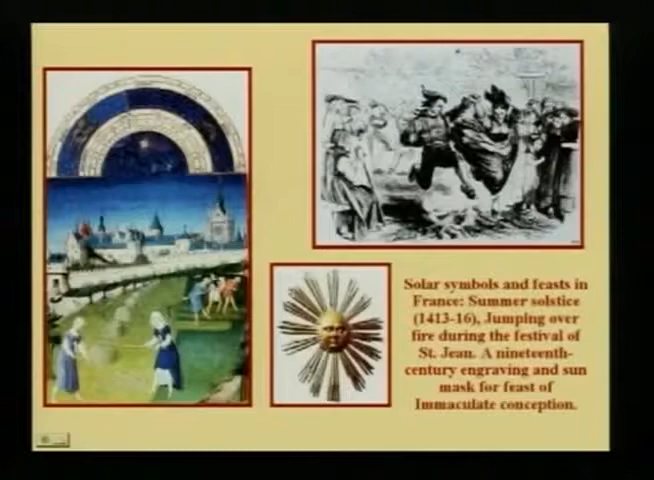 Solar symbols and feasts in
France: Summer solstice
(1413-16), Jumping over
fire during the festival of
St. Jean. A nineteenth-
century engraving and sun
mask for feast of
Immaculate conception.